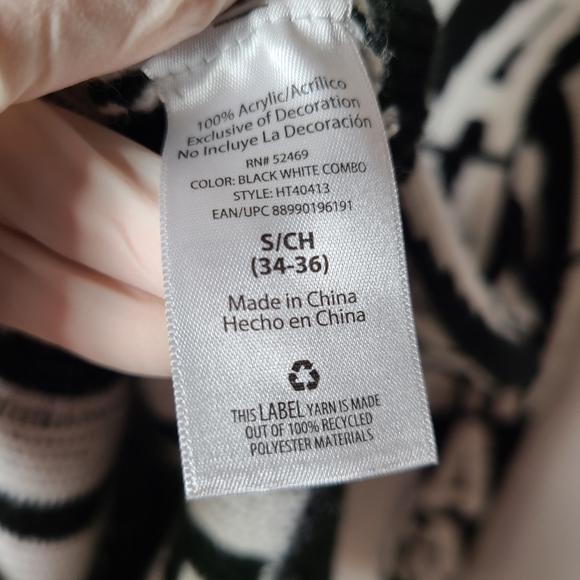 100% Acrylic/Acrílico
Exclusive of Decoration
No Incluye La Decoración
RN# 52469
COLOR: BLACK WHITE COMBO
STYLE: HT40413
EAN/UPC 88990196191
S/CH
(34-36)
Made in China
Hecho en China
THIS LABEL YARN IS MADE
OUT OF 100% RECYCLED
POLYESTER MATERIALS